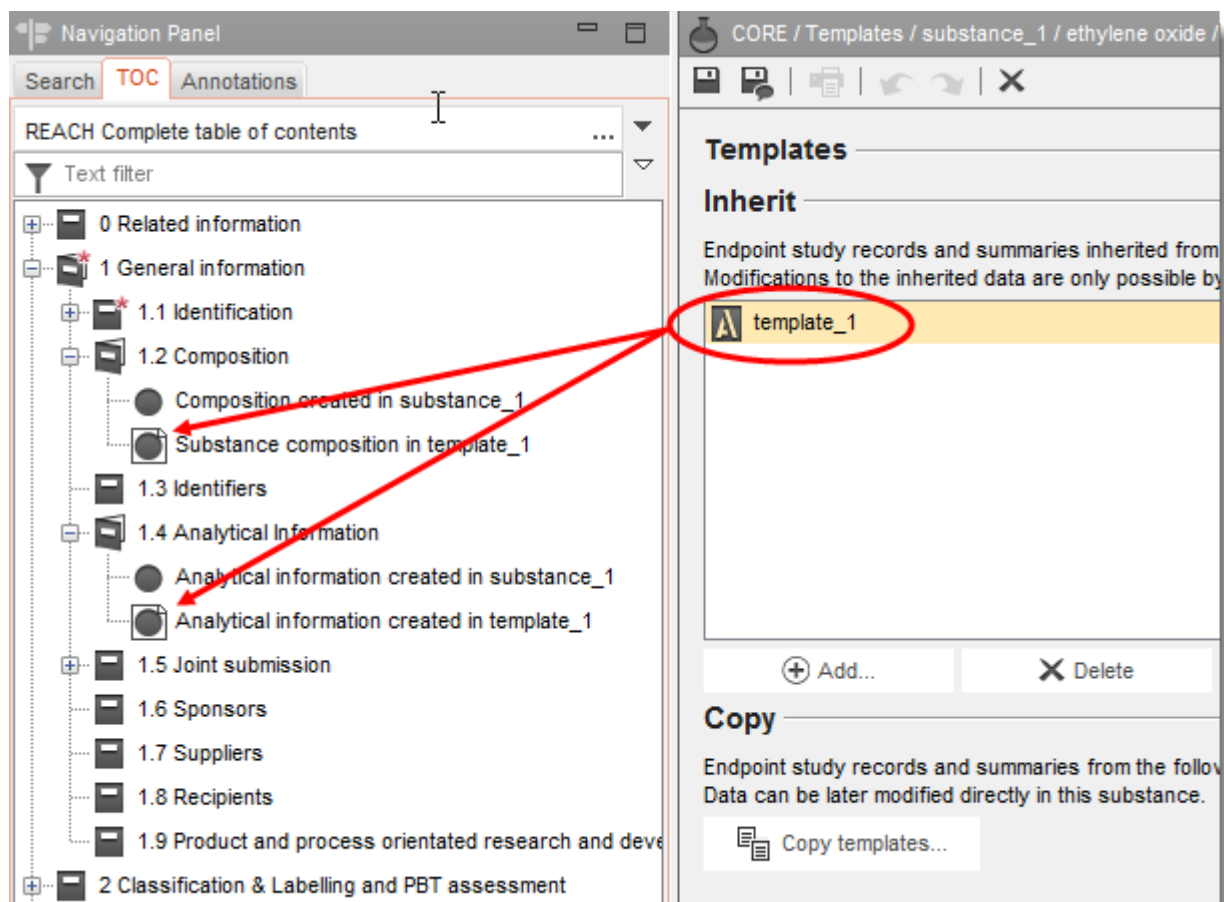 Navigation Panel
Search TOC Annotations
REACH Complete table of contents ...
Text filter
0 Related information
1 General information
1.1 Identification
1.2 Composition
Composition created in substance_1
Substance composition in template_1
1.3 Identifiers
1.4 Analytical Information
Analytical information created in substance_1
Analytical information created in template_1
1.5 Joint submission
1.6 Sponsors
1.7 Suppliers
1.8 Recipients
1.9 Product and process orientated research and deve
2 Classification & Labelling and PBT assessment
CORE / Templates / substance_1 / ethylene oxide /
Templates
Inherit
Endpoint study records and summaries inherited from
Modifications to the inherited data are only possible by
template_1
Add... Delete
Copy
Endpoint study records and summaries from the follow
Data can be later modified directly in this substance.
Copy templates...